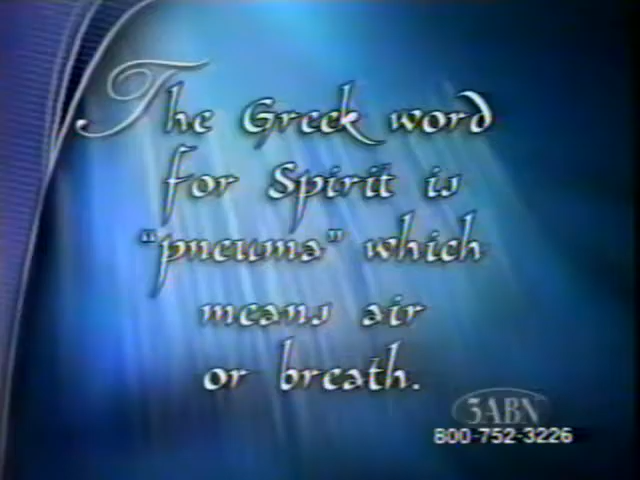 The Greek word
for Spirit is
"pneuma" which
means air
or breath.
3ABN
800-752-3226